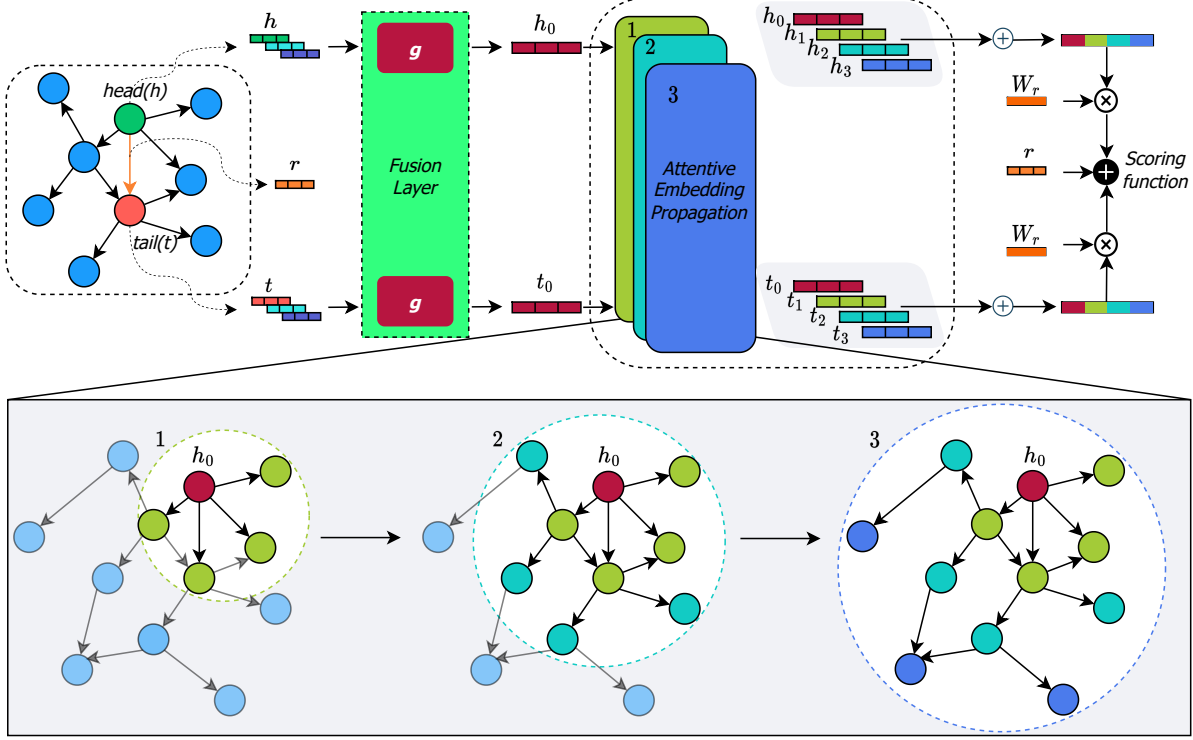 h
head(h)
r
tail(t)
t
g
Fusion
Layer
g
h₀
t₀
1
2
3
Attentive
Embedding
Propagation
h₀
h₁
h₂
h₃
t₀
t₁
t₂
t₃
+
+
Wᵣ
×
r
+
Scoring
function
Wᵣ
×
1
h₀
2
h₀
3
h₀